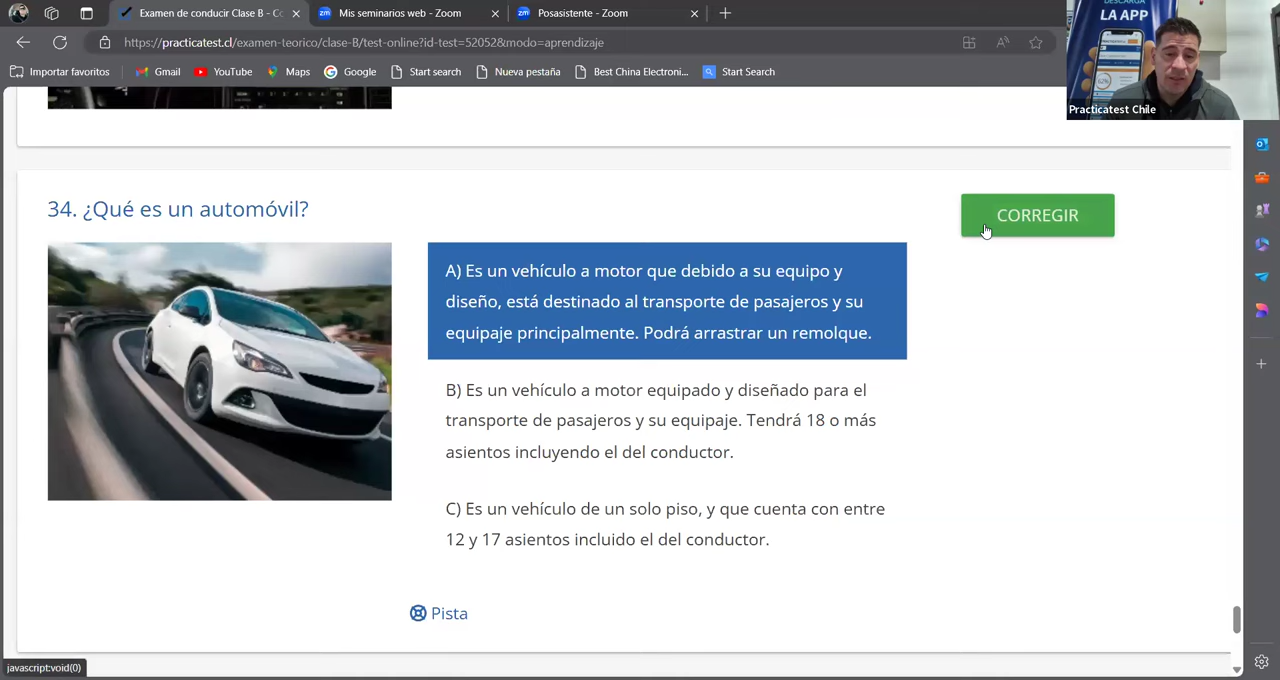 Examen de conducir Clase B - Cc
Mis seminarios web - Zoom
Posasistente - Zoom
https://practicatest.cl/examen-teorico/clase-B/test-online?id-test=52052&modo=aprendizaje
Importar favoritos
Gmail
YouTube
Maps
Google
Start search
Nueva pestaña
Best China Electroni...
Start Search
LA APP
Practicatest Chile
34. ¿Qué es un automóvil?
CORREGIR
A) Es un vehículo a motor que debido a su equipo y
diseño, está destinado al transporte de pasajeros y su
equipaje principalmente. Podrá arrastrar un remolque.
B) Es un vehículo a motor equipado y diseñado para el
transporte de pasajeros y su equipaje. Tendrá 18 o más
asientos incluyendo el del conductor.
C) Es un vehículo de un solo piso, y que cuenta con entre
12 y 17 asientos incluido el del conductor.
Pista
javascript:void(0)